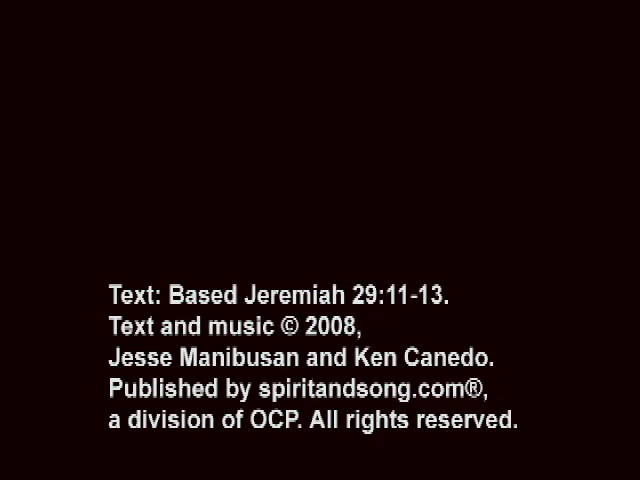 Text: Based Jeremiah 29:11-13.
Text and music © 2008,
Jesse Manibusan and Ken Canedo.
Published by spiritandsong.com®,
a division of OCP. All rights reserved.